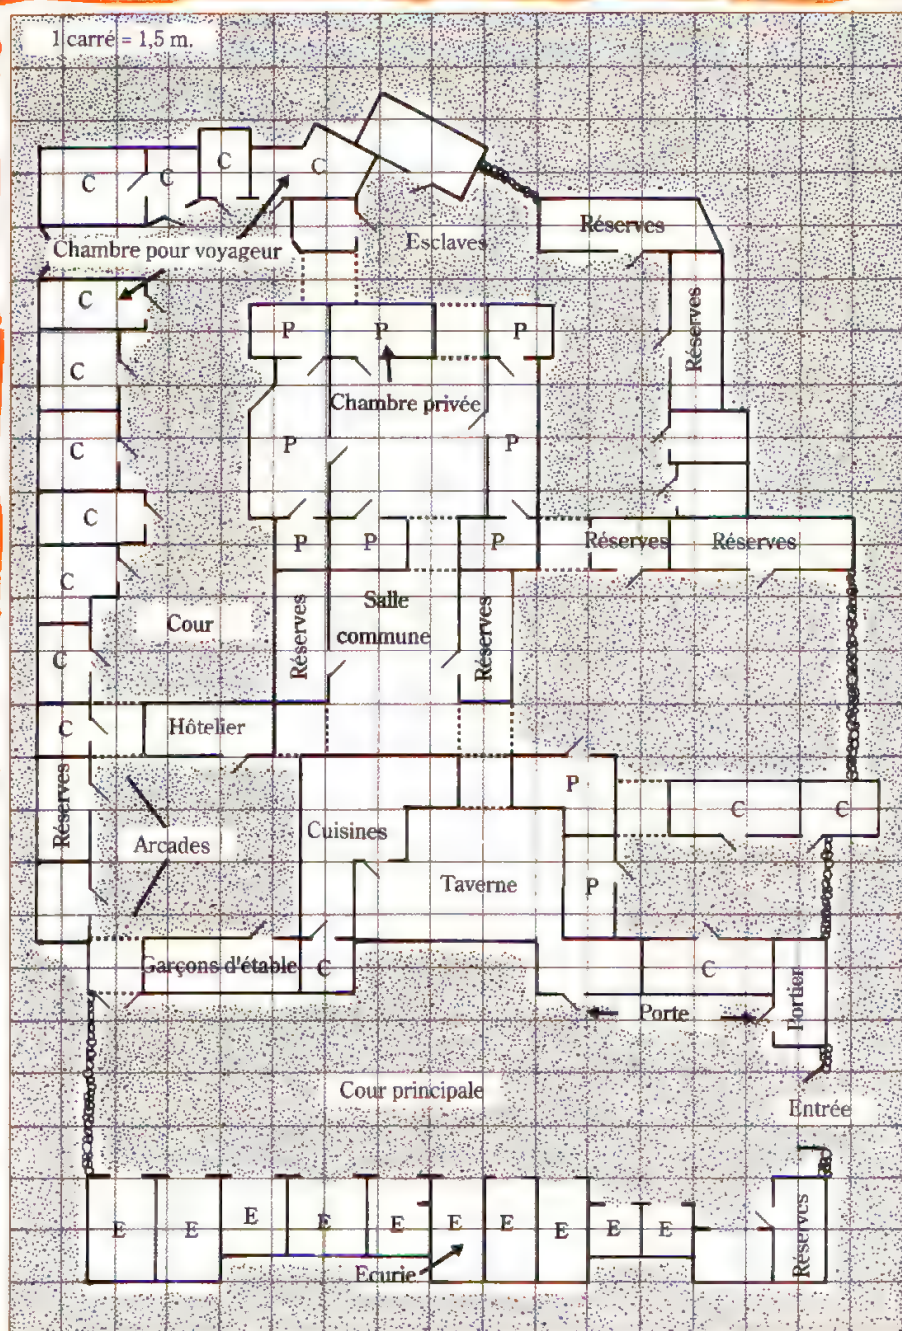 1 carré = 1,5 m.
C
C
C
C
Réserves
Esclaves
Chambre pour voyageur
C
P
P
P
Réserves
C
Chambre privée
C
P
P
C
P
P
P
Réserves
Réserves
C
Réserves
Salle
commune
Réserves
Cour
C
C
Hôtelier
P
Réserves
C
C
Cuisines
Arcades
Taverne
P
Garçons d'étable
C
C
Portier
Porte
Cour principale
Entrée
E
E
E
E
E
E
E
E
E
E
Réserves
Ecurie